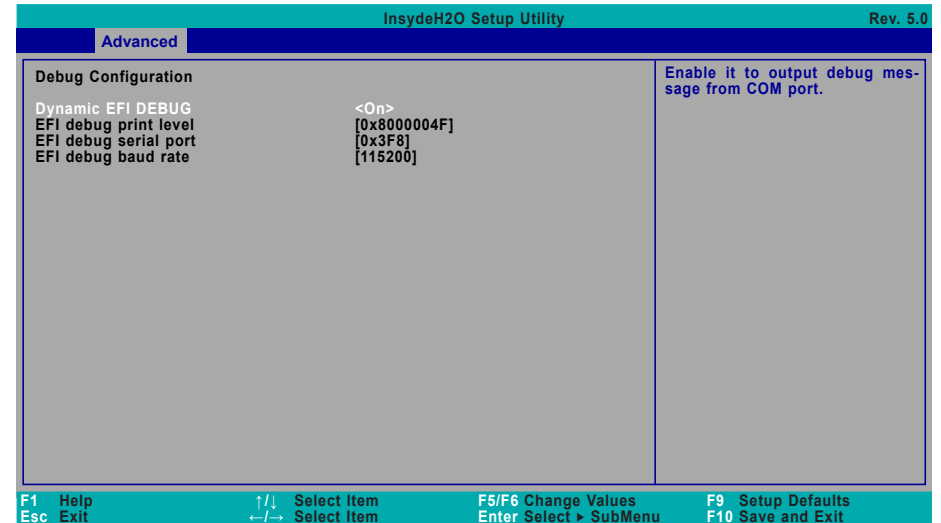 InsydeH2O Setup Utility Rev. 5.0
Advanced
Debug Configuration
Dynamic EFI DEBUG <On>
EFI debug print level [0x8000004F]
EFI debug serial port [0x3F8]
EFI debug baud rate [115200]
Enable it to output debug mes-
sage from COM port.
F1 Help ↑/↓ Select Item F5/F6 Change Values F9 Setup Defaults
Esc Exit ←/→ Select Item Enter Select ▶ SubMenu F10 Save and Exit